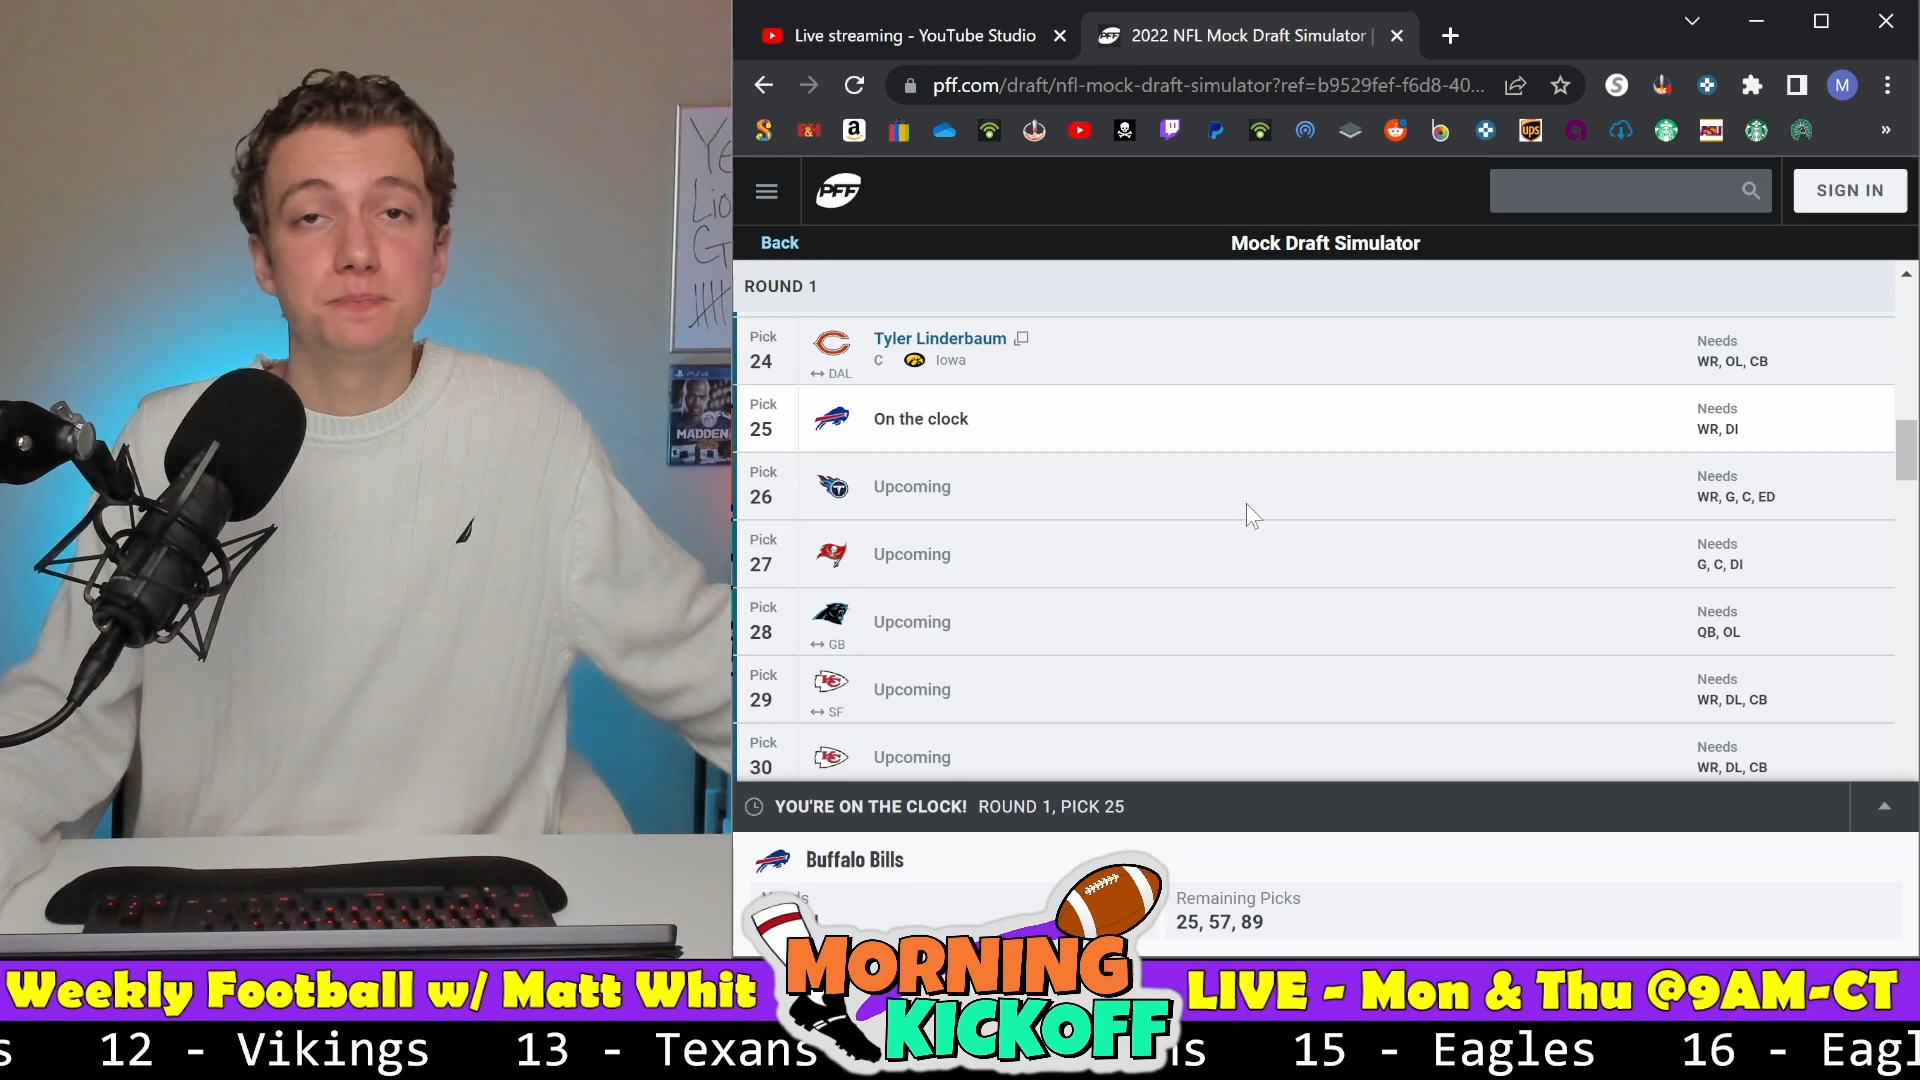 Live streaming - YouTube Studio
2022 NFL Mock Draft Simulator |
pff.com/draft/nfl-mock-draft-simulator?ref=b9529fef-f6d8-40...
M
PFF
SIGN IN
Back
Mock Draft Simulator
ROUND 1
Pick
24
DAL
Tyler Linderbaum
C Iowa
Needs
WR, OL, CB
Pick
25
On the clock
Needs
WR, DI
Pick
26
Upcoming
Needs
WR, G, C, ED
Pick
27
Upcoming
Needs
G, C, DI
Pick
28
GB
Upcoming
Needs
QB, OL
Pick
29
SF
Upcoming
Needs
WR, DL, CB
Pick
30
Upcoming
Needs
WR, DL, CB
YOU'RE ON THE CLOCK! ROUND 1, PICK 25
Buffalo Bills
Remaining Picks
25, 57, 89
MADDEN
MORNING
KICKOFF
Weekly Football w/ Matt Whit
LIVE - Mon & Thu @9AM-CT
12 - Vikings 13 - Texans
15 - Eagles 16 - Eagl